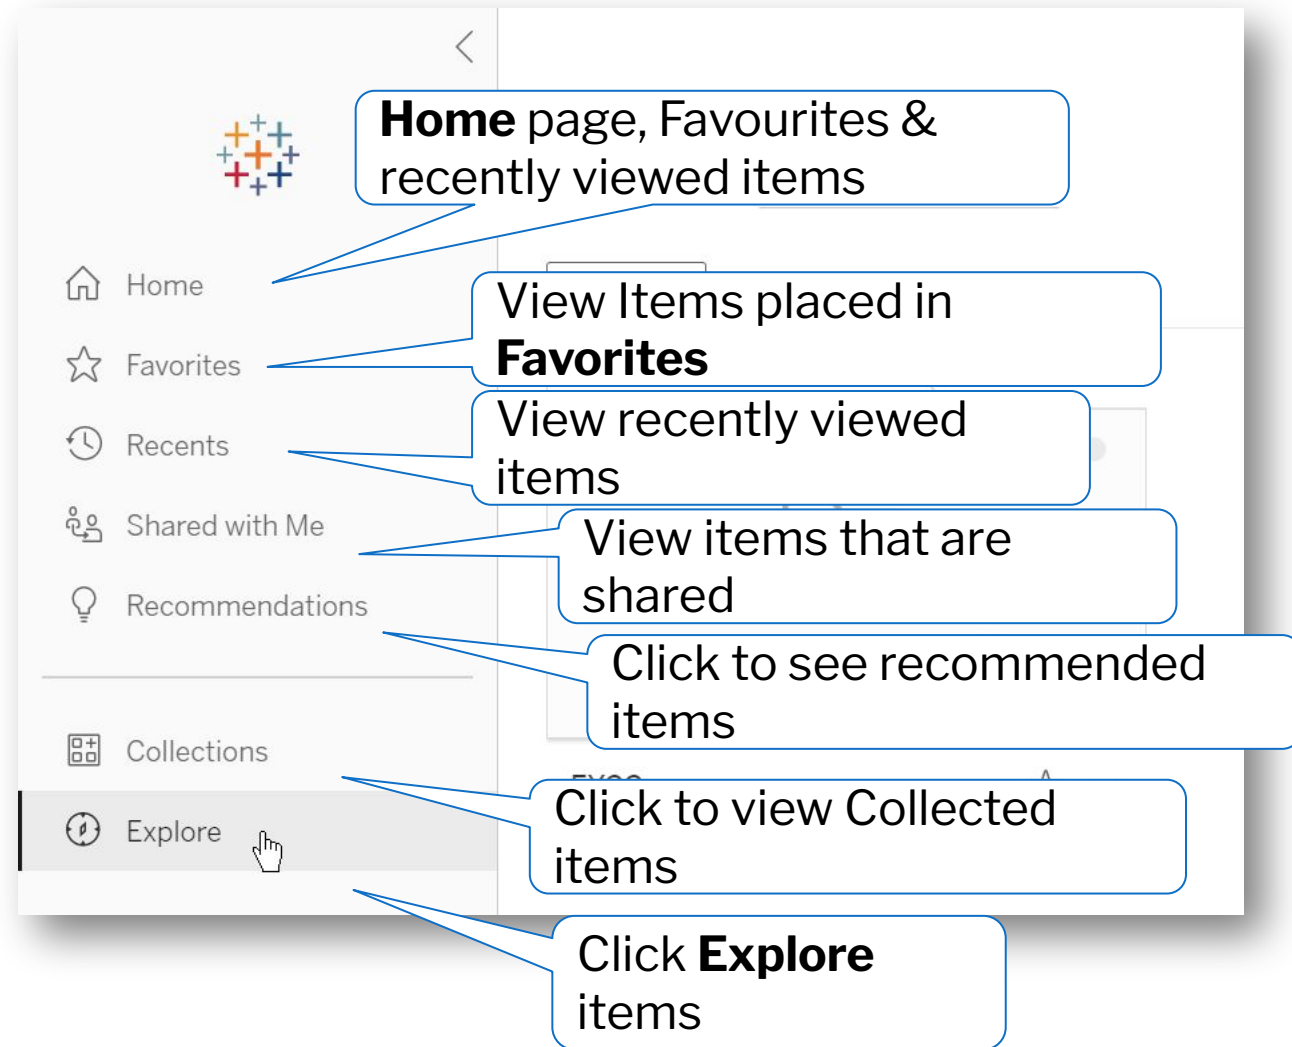 Home page, Favourites &
recently viewed items
Home
View Items placed in
Favorites
Favorites
View recently viewed
items
Recents
View items that are
shared
Shared with Me
Recommendations
Click to see recommended
items
Collections
Click to view Collected
items
Explore
Click Explore
items